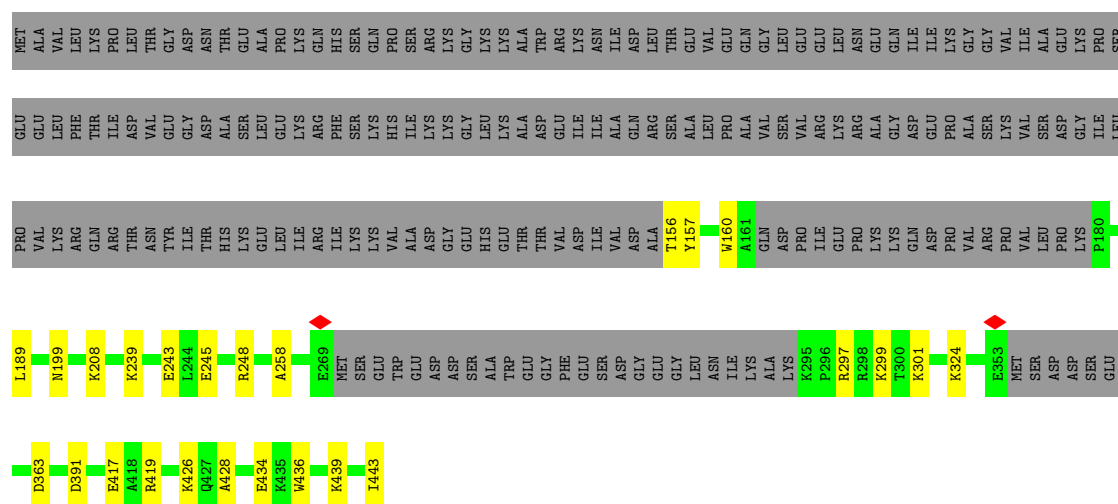 MET ALA VAL LEU LYS PRO LEU THR GLY ASP ASN THR GLU ALA PRO LYS GLN HIS SER GLN PRO SER ARG LYS GLY LYS LYS ALA TRP ARG LYS ASN ILE ASP LEU THR GLU VAL GLU GLN GLY LEU GLU GLU LEU ASN GLU GLN ILE ILE LYS GLY GLY VAL ILE ALA GLU LYS PRO SER
GLU GLU LEU PHE THR ILE ASP VAL GLU GLY ASP ALA SER LEU GLU LYS ARG PHE SER LYS HIS ILE LYS LYS GLY LEU LYS ALA ASP GLU ILE ILE ALA GLN ARG SER ALA LEU PRO ALA VAL SER VAL ARG LYS ARG ALA GLY ASP GLU PRO ALA SER LYS VAL SER ASP GLY ILE LEU
PRO VAL LYS ARG GLN ARG THR ASN TYR ILE THR HIS LYS GLU LEU ILE ARG ILE LYS LYS VAL ALA ASP GLY GLU HIS GLU THR THR VAL ASP ILE VAL ASP ALA T156 Y157 W160 A161 GLN ASP PRO ILE GLU PRO LYS LYS GLN ASP PRO VAL ARG PRO VAL LEU PRO LYS P180
L189 N199 K208 K239 E243 L244 E245 R248 A258 E269 MET SER GLU TRP GLU ASP ASP SER ALA TRP GLU GLY PHE GLU SER ASP GLY GLU GLY LEU ASN ILE LYS ALA LYS K295 P296 R297 R298 K299 T300 K301 K324 E353 MET SER ASP ASP SER GLU
D363 D391 E417 A418 R419 K426 Q427 A428 E434 K435 W436 K439 I443